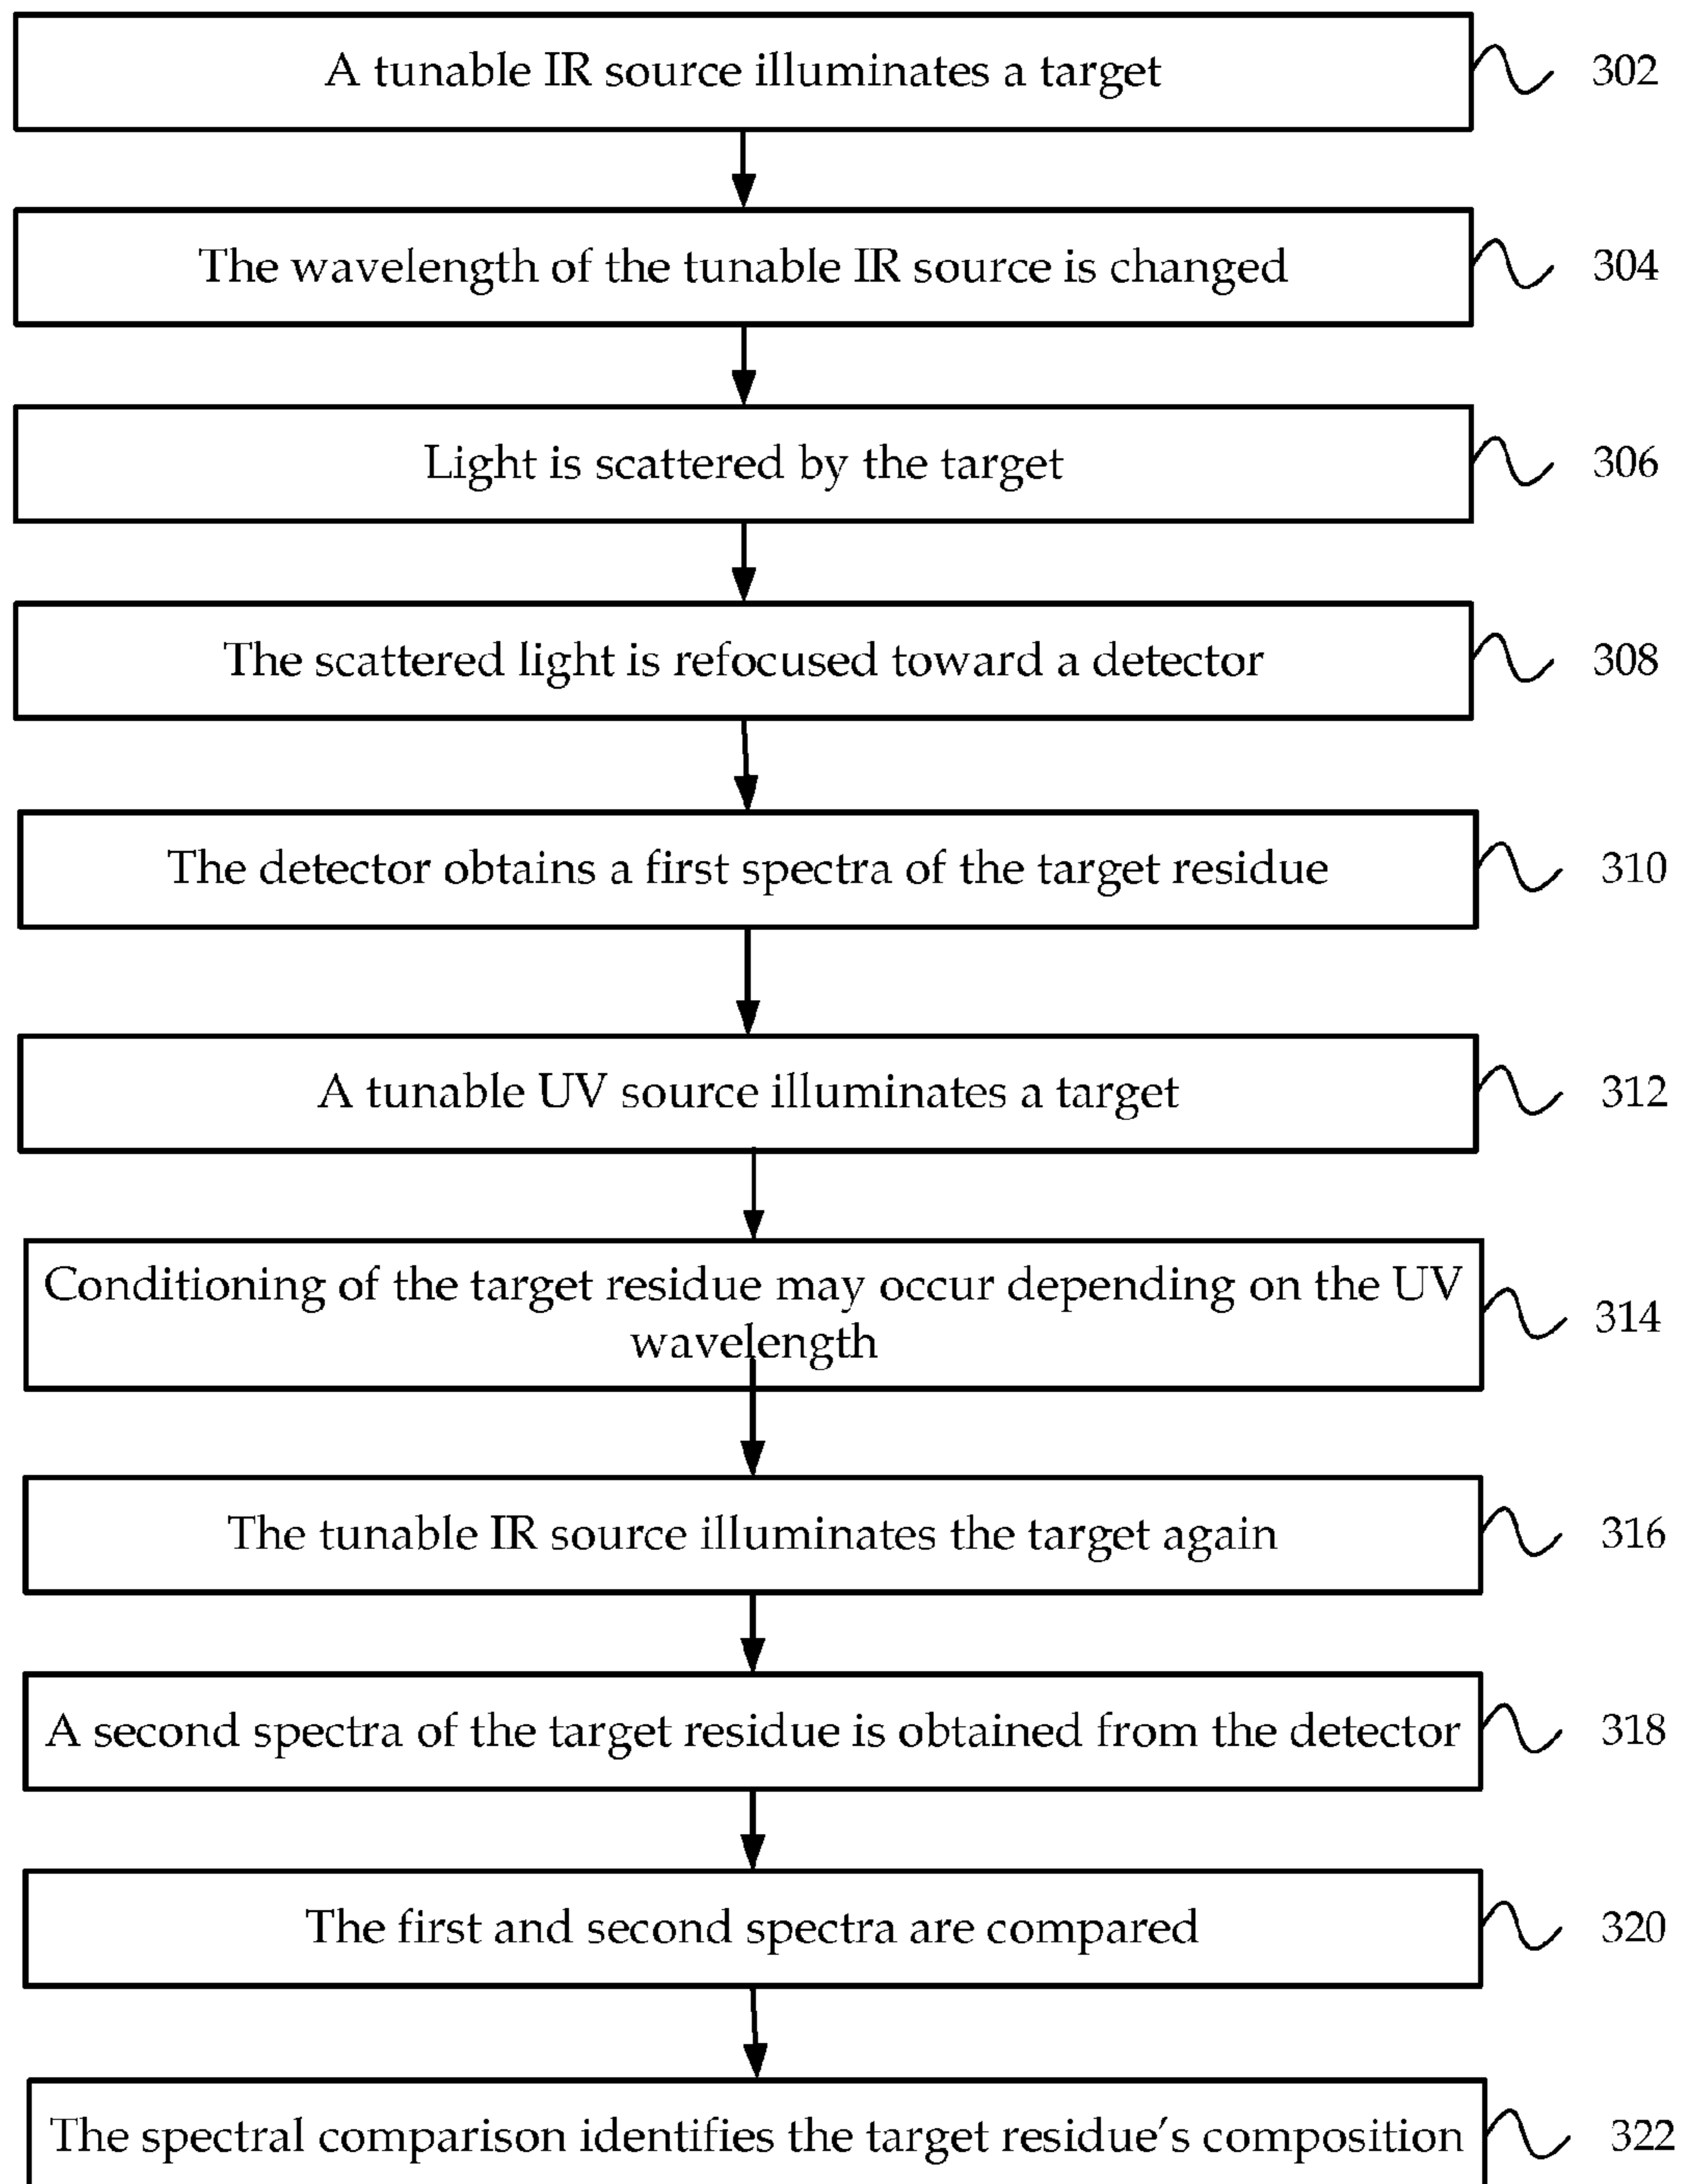 A tunable IR source illuminates a target 302
The wavelength of the tunable IR source is changed 304
Light is scattered by the target 306
The scattered light is refocused toward a detector 308
The detector obtains a first spectra of the target residue 310
A tunable UV source illuminates a target 312
Conditioning of the target residue may occur depending on the UV
wavelength 314
The tunable IR source illuminates the target again 316
A second spectra of the target residue is obtained from the detector 318
The first and second spectra are compared 320
The spectral comparison identifies the target residue's composition 322